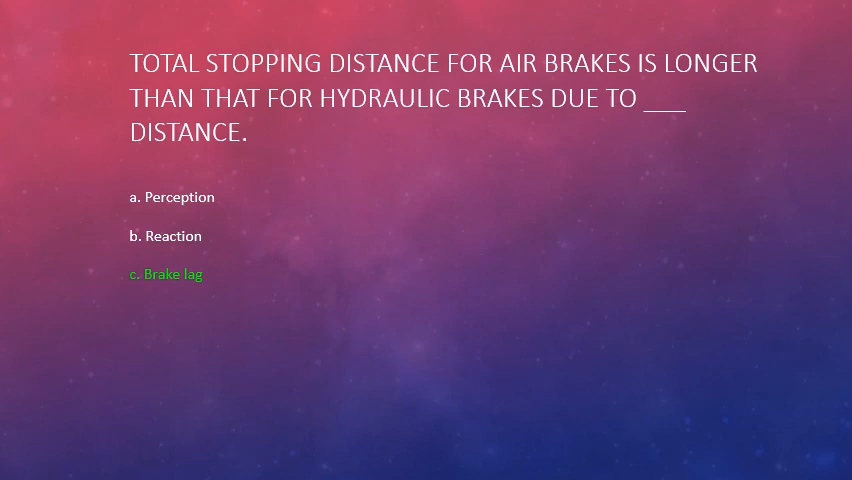 TOTAL STOPPING DISTANCE FOR AIR BRAKES IS LONGER
THAN THAT FOR HYDRAULIC BRAKES DUE TO ___
DISTANCE.
a. Perception
b. Reaction
c. Brake lag